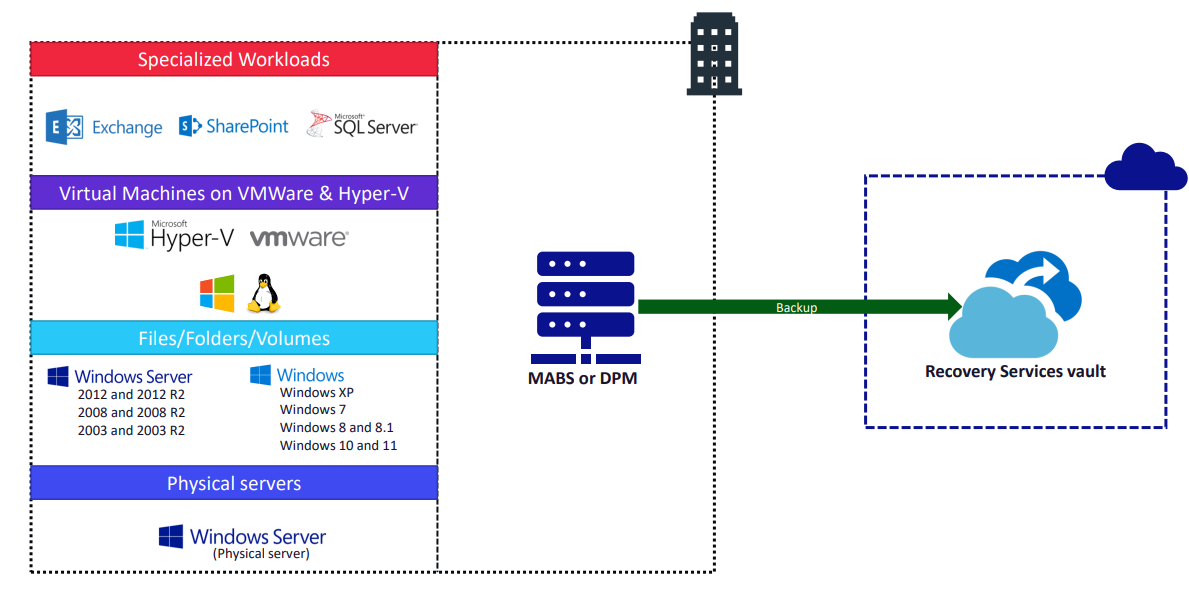 Specialized Workloads
E Exchange
S SharePoint
Microsoft
SQL Server
Virtual Machines on VMWare & Hyper-V
Microsoft
Hyper-V
vmware
Files/Folders/Volumes
Windows Server
2012 and 2012 R2
2008 and 2008 R2
2003 and 2003 R2
Windows
Windows XP
Windows 7
Windows 8 and 8.1
Windows 10 and 11
Physical servers
Windows Server
(Physical server)
MABS or DPM
Backup
Recovery Services vault